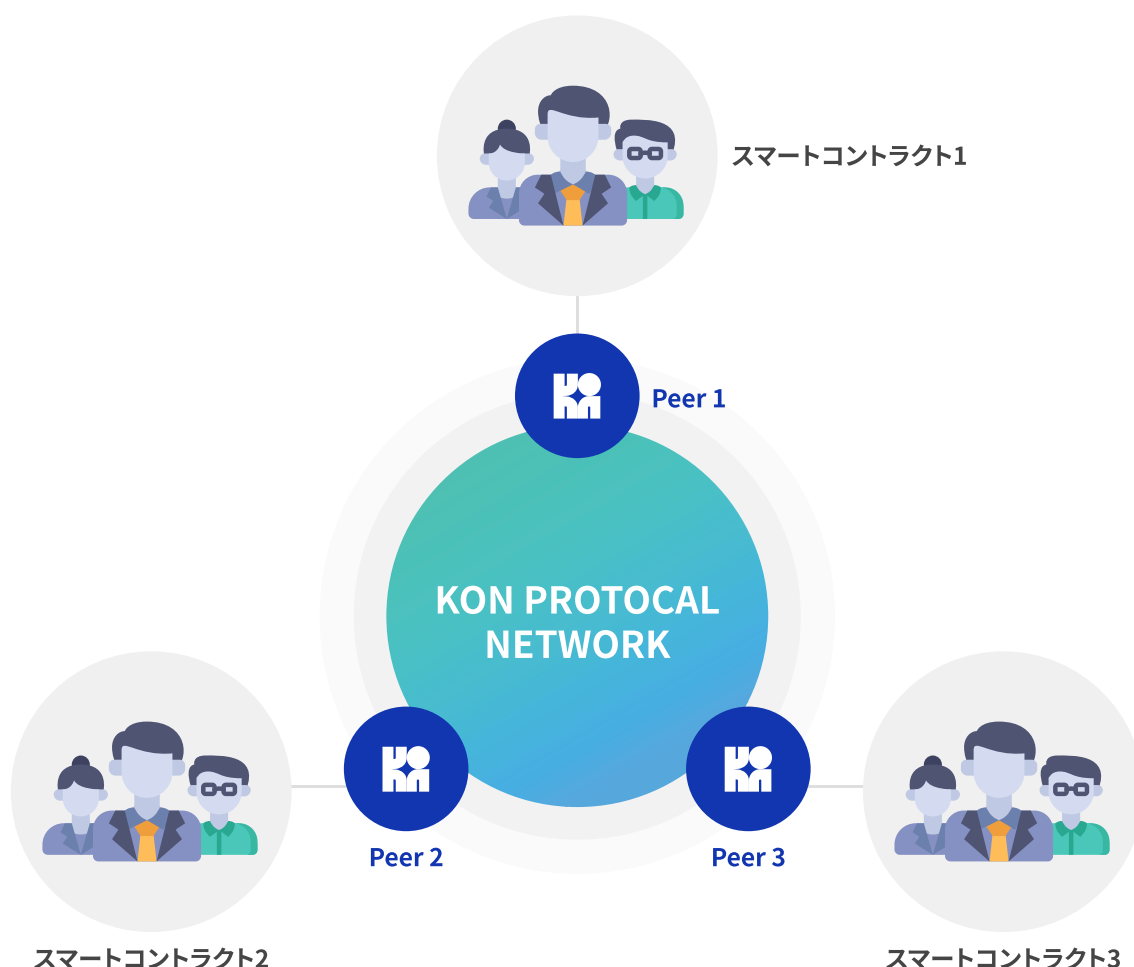 スマートコントラクト1
Peer 1
KON PROTOCAL
NETWORK
Peer 2
Peer 3
スマートコントラクト2
スマートコントラクト3